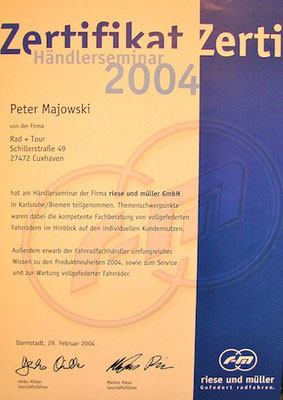 Zertifikat Zerti
Händlerseminar
2004
Peter Majowski
von der Firma
Rad + Tour
Schillerstraße 49
27472 Cuxhaven
hat am Händlerseminar der Firma riese und müller GmbH
in Karlsruhe/Bremen teilgenommen. Themenschwerpunkte
waren dabei die kompetente Fachberatung von vollgefederten
Fahrrädern im Hinblick auf den individuellen Kundennutzen.
Außerdem erwarb der Fahrradfachhändler umfangreiches
Wissen zu den Produktneuheiten 2004, sowie zum Service
und zur Wartung vollgefederter Fahrräder.
Darmstadt, 29. Februar 2004
Heiko Müller
Geschäftsführer
Markus Riese
Geschäftsführer
riese und müller
Gefedert radfahren.